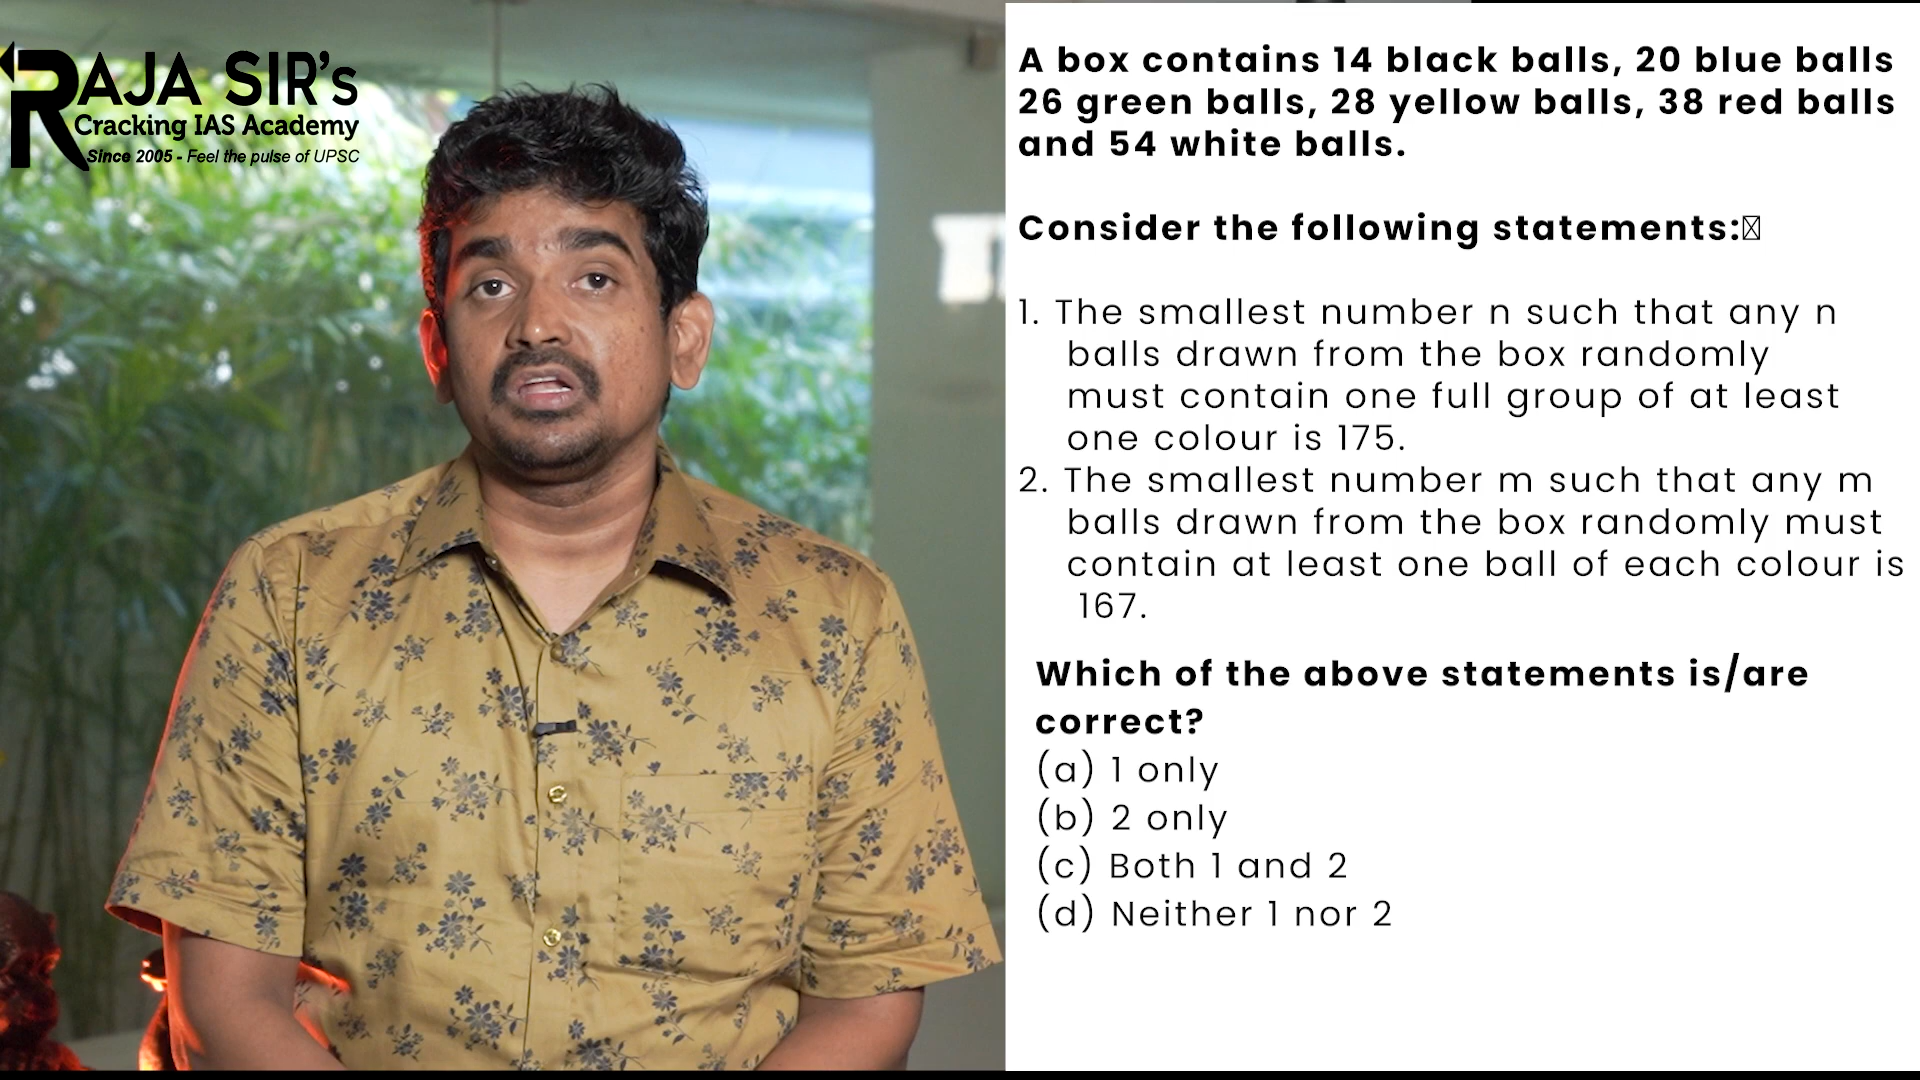 RAJA SIR's
Cracking IAS Academy
Since 2005 - Feel the pulse of UPSC
A box contains 14 black balls, 20 blue balls
26 green balls, 28 yellow balls, 38 red balls
and 54 white balls.
Consider the following statements:
1. The smallest number n such that any n
balls drawn from the box randomly
must contain one full group of at least
one colour is 175.
2. The smallest number m such that any m
balls drawn from the box randomly must
contain at least one ball of each colour is
167.
Which of the above statements is/are
correct?
(a) 1 only
(b) 2 only
(c) Both 1 and 2
(d) Neither 1 nor 2